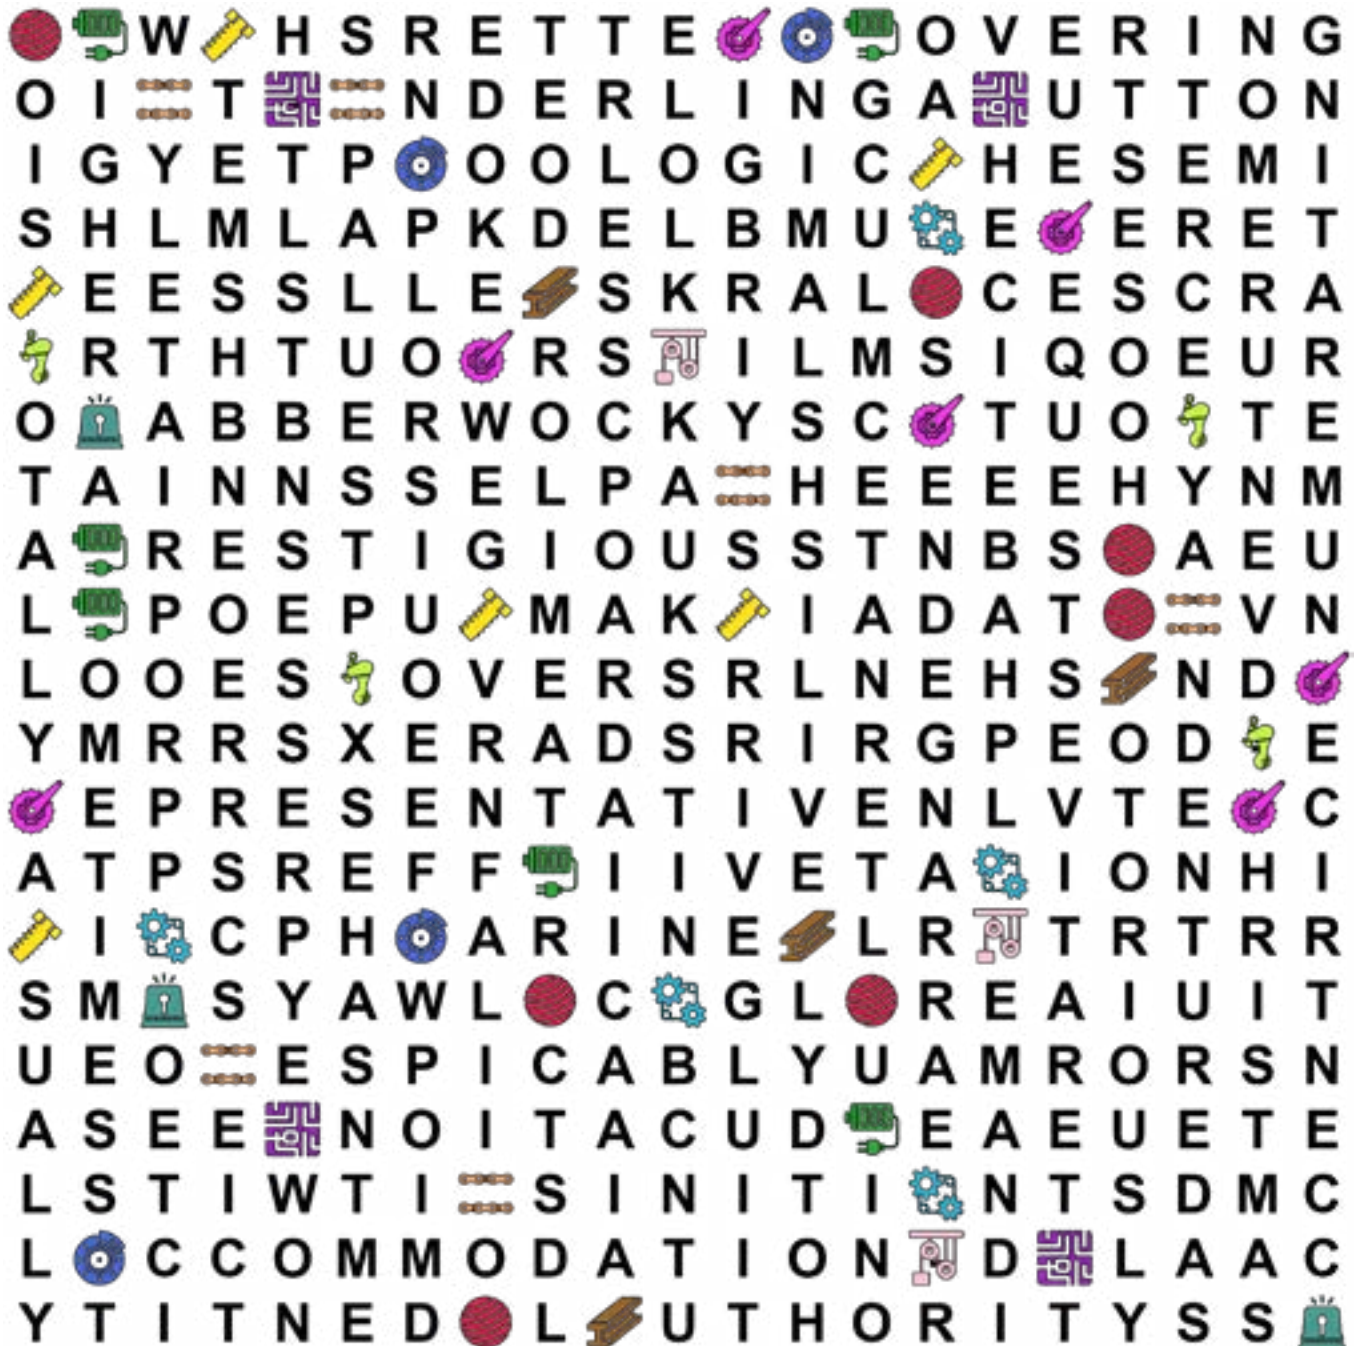 W H S R E T T E O V E R I N G
O I T N D E R L I N G A U T T O N
I G Y E T P O O L O G I C H E S E M I
S H L M L A P K D E L B M U E E R E T
E E S S L L E S K R A L C E S C R A
R T H T U O R S I L M S I Q O E U R
O A B B E R W O C K Y S C T U O T E
T A I N N S S E L P A H E E E E H Y N M
A R E S T I G I O U S S T N B S A E U
L P O E P U M A K I A D A T V N
L O O E S O V E R S R L N E H S N D
Y M R R S X E R A D S R I R G P E O D E
E P R E S E N T A T I V E N L V T E C
A T P S R E F F I I V E T A I O N H I
I C P H A R I N E L R T R T R R
S M S Y A W L C G L R E A I U I T
U E O E S P I C A B L Y U A M R O R S N
A S E E N O I T A C U D E A E U E T E
L S T I W T I S I N I T I N T S D M C
L C C O M M O D A T I O N D L A A C
Y T I T N E D L U T H O R I T Y S S